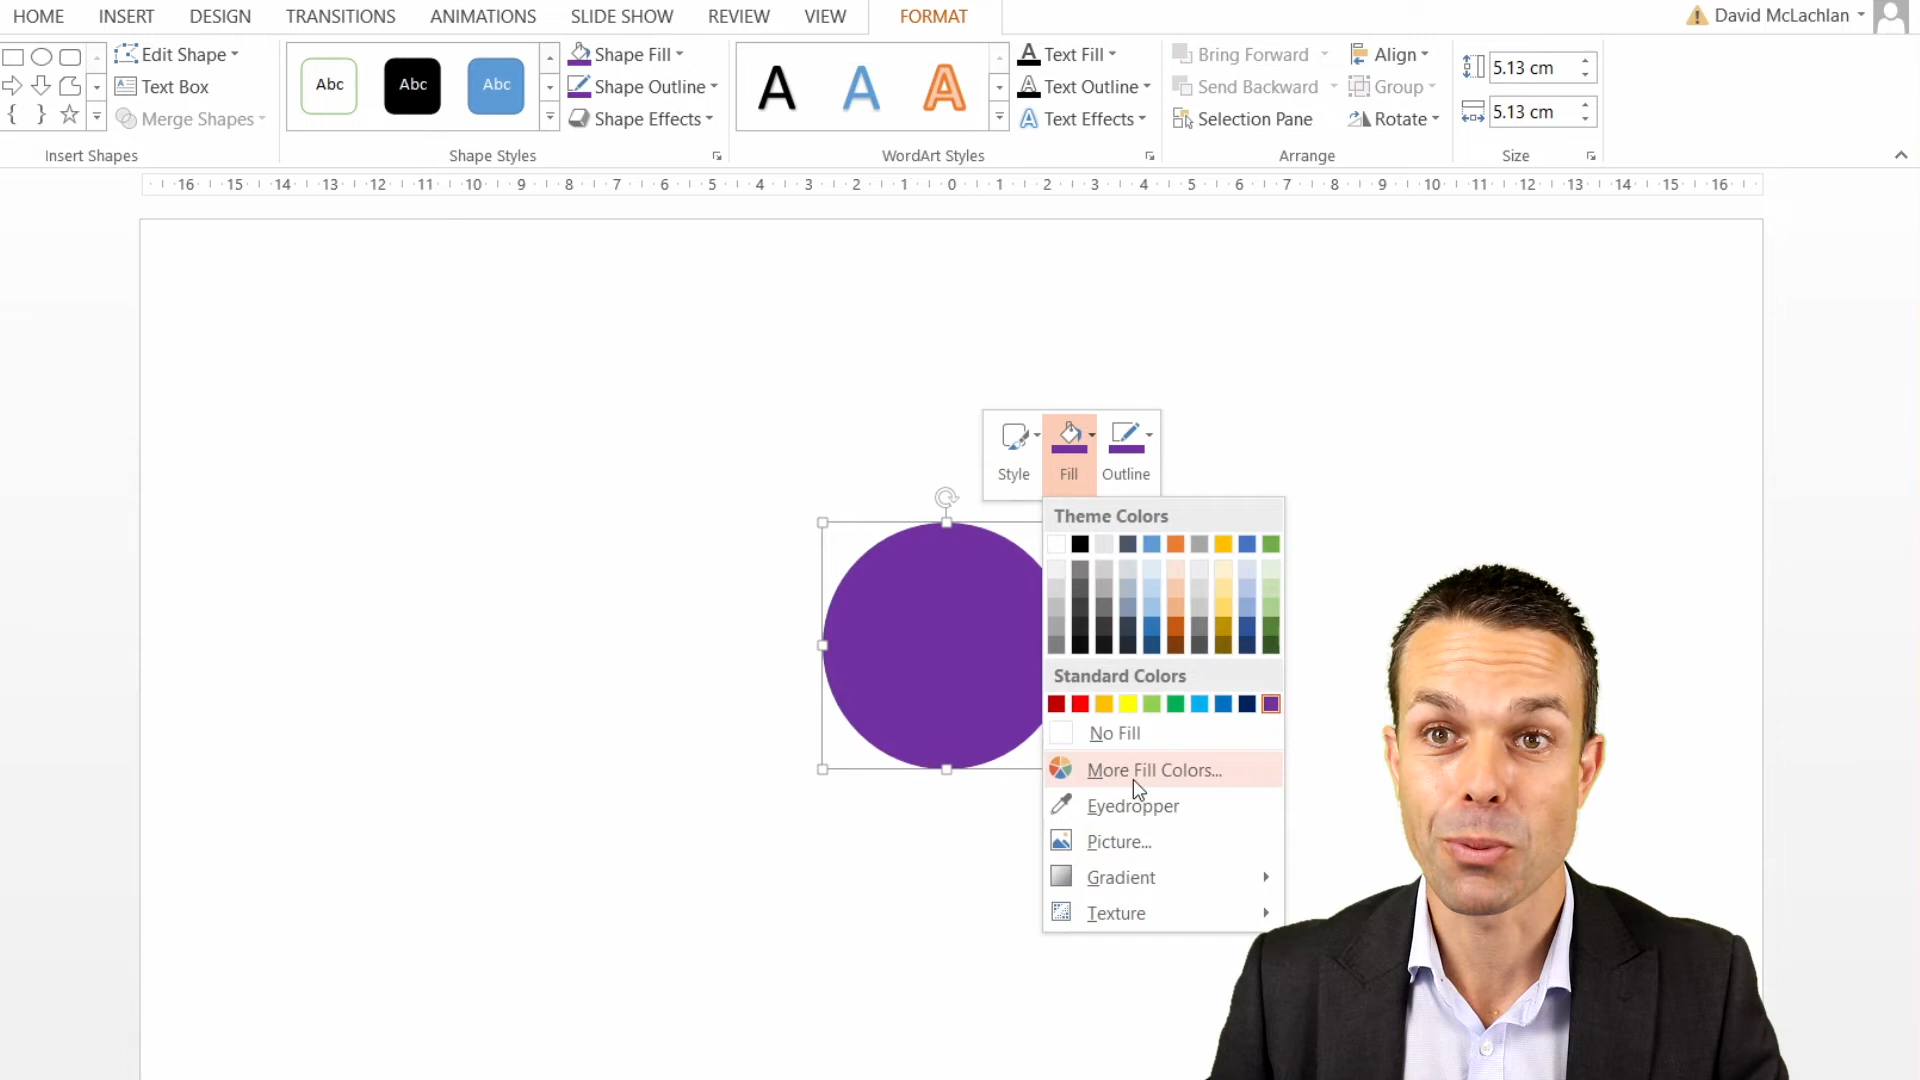 HOME INSERT DESIGN TRANSITIONS ANIMATIONS SLIDE SHOW REVIEW VIEW FORMAT David McLachlan
Edit Shape
Text Box
Merge Shapes
Insert Shapes
Abc Abc Abc
Shape Fill
Shape Outline
Shape Effects
Shape Styles
A A A
Text Fill
Text Outline
Text Effects
WordArt Styles
Bring Forward
Send Backward
Selection Pane
Align
Group
Rotate
Arrange
5.13 cm
5.13 cm
Size
16 15 14 13 12 11 10 9 8 7 6 5 4 3 2 1 0 1 2 3 4 5 6 7 8 9 10 11 12 13 14 15 16
Style Fill Outline
Theme Colors
Standard Colors
No Fill
More Fill Colors...
Eyedropper
Picture...
Gradient
Texture